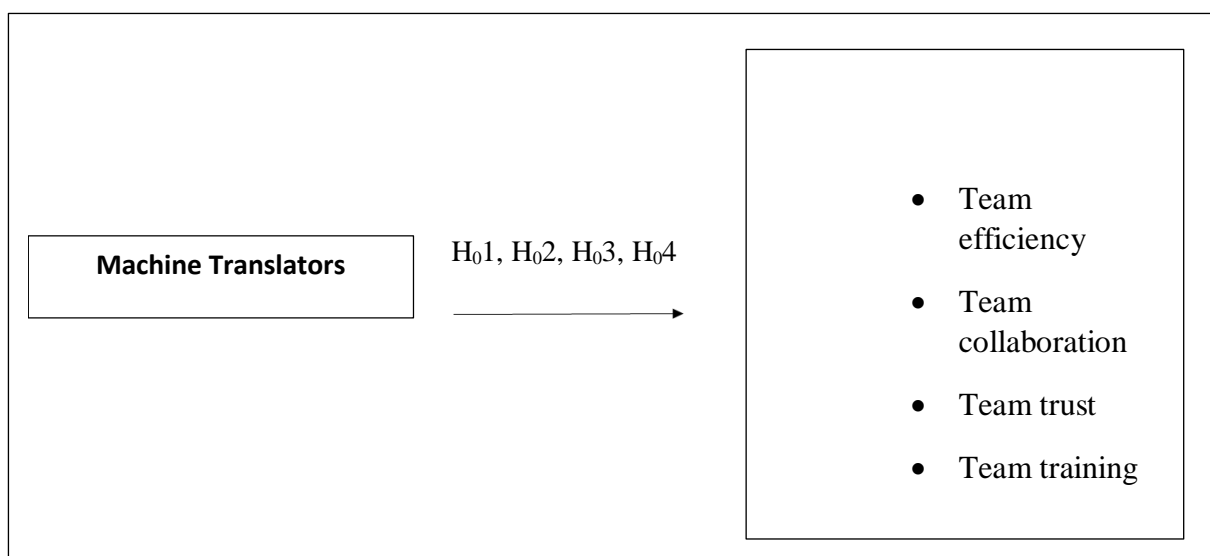 Machine Translators
H₀1, H₀2, H₀3, H₀4
• Team
efficiency
• Team
collaboration
• Team trust
• Team training